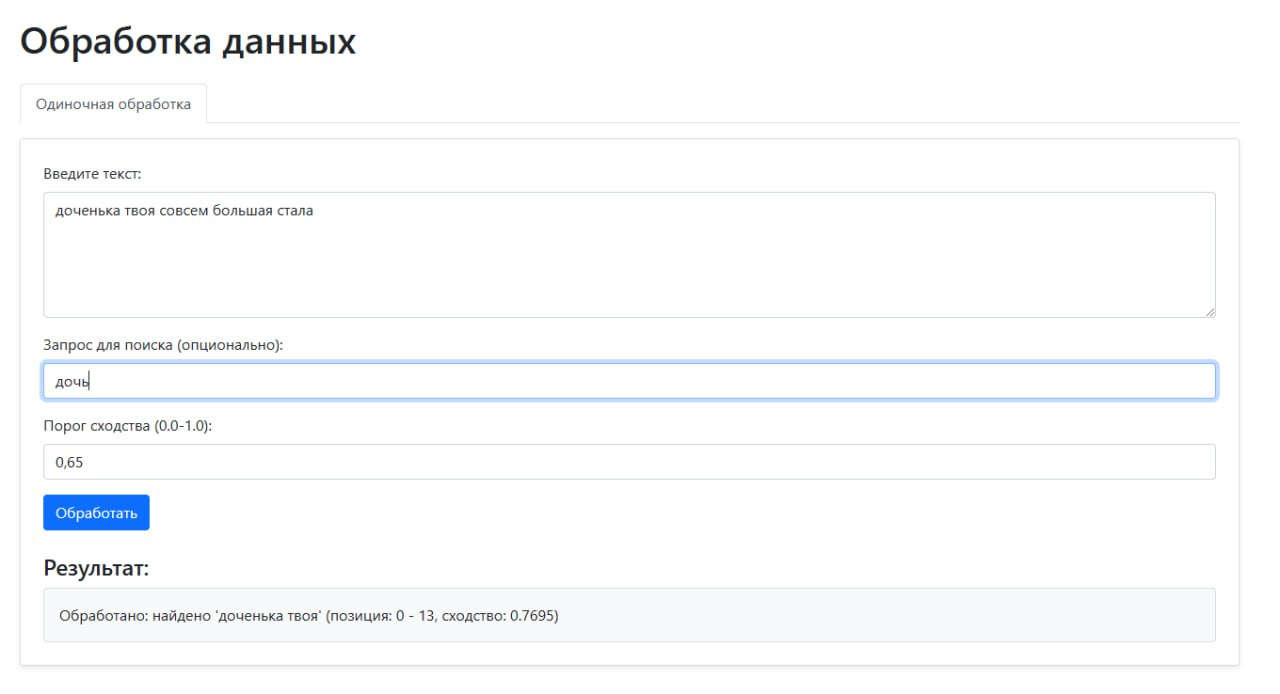 Обработка данных
Одиночная обработка
Введите текст:
доченька твоя совсем большая стала
Запрос для поиска (опционально):
дочь
Порог сходства (0.0-1.0):
0,65
Обработать
Результат:
Обработано: найдено 'доченька твоя' (позиция: 0 - 13, сходство: 0.7695)